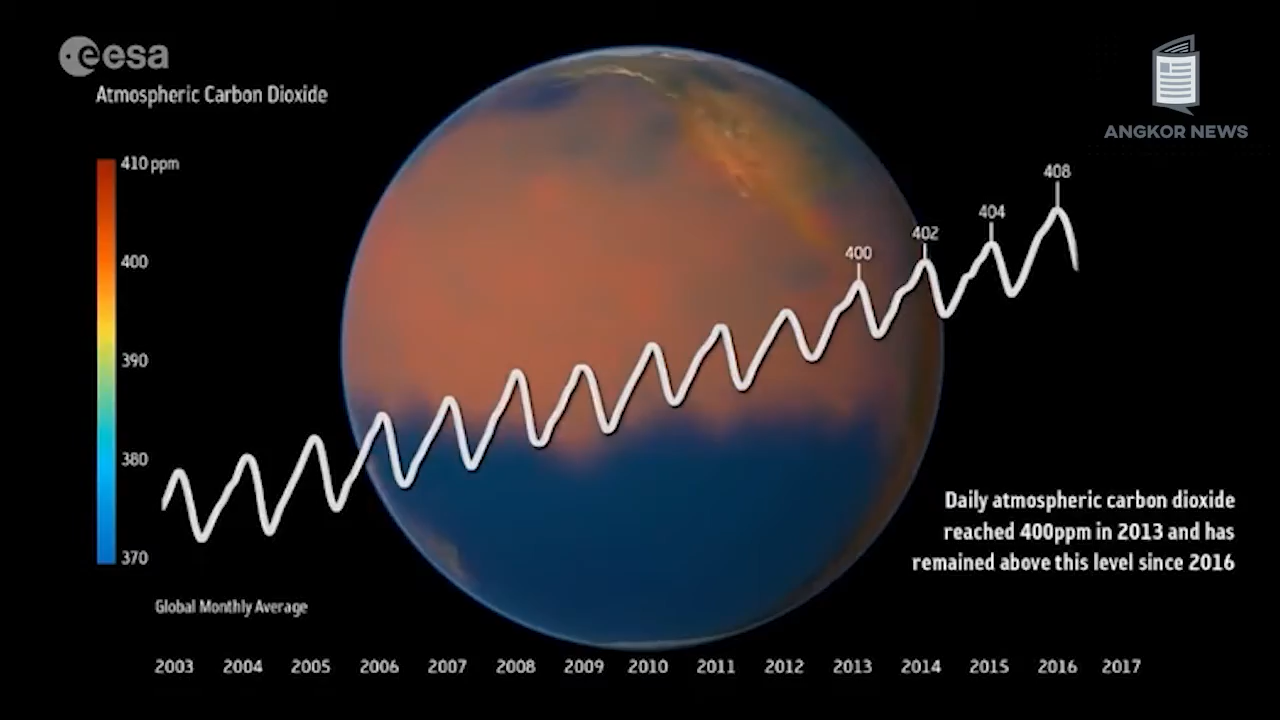 eesa
Atmospheric Carbon Dioxide
ANGKOR NEWS
410 ppm
400
390
380
370
400
402
404
408
Daily atmospheric carbon dioxide
reached 400ppm in 2013 and has
remained above this level since 2016
Global Monthly Average
2003 2004 2005 2006 2007 2008 2009 2010 2011 2012 2013 2014 2015 2016 2017